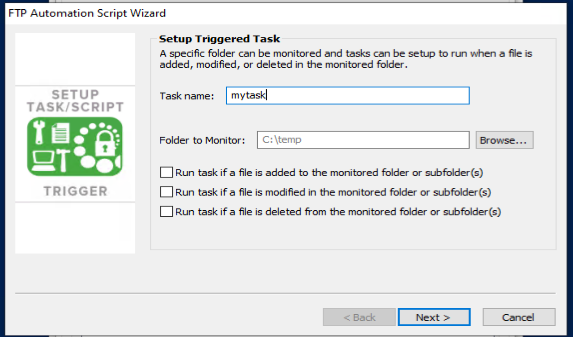 FTP Automation Script Wizard
SETUP
TASK/SCRIPT
TRIGGER
Setup Triggered Task
A specific folder can be monitored and tasks can be setup to run when a file is
added, modified, or deleted in the monitored folder.
Task name: mytask
Folder to Monitor: C:\temp Browse...
Run task if a file is added to the monitored folder or subfolder(s)
Run task if a file is modified in the monitored folder or subfolder(s)
Run task if a file is deleted from the monitored folder or subfolder(s)
< Back Next > Cancel